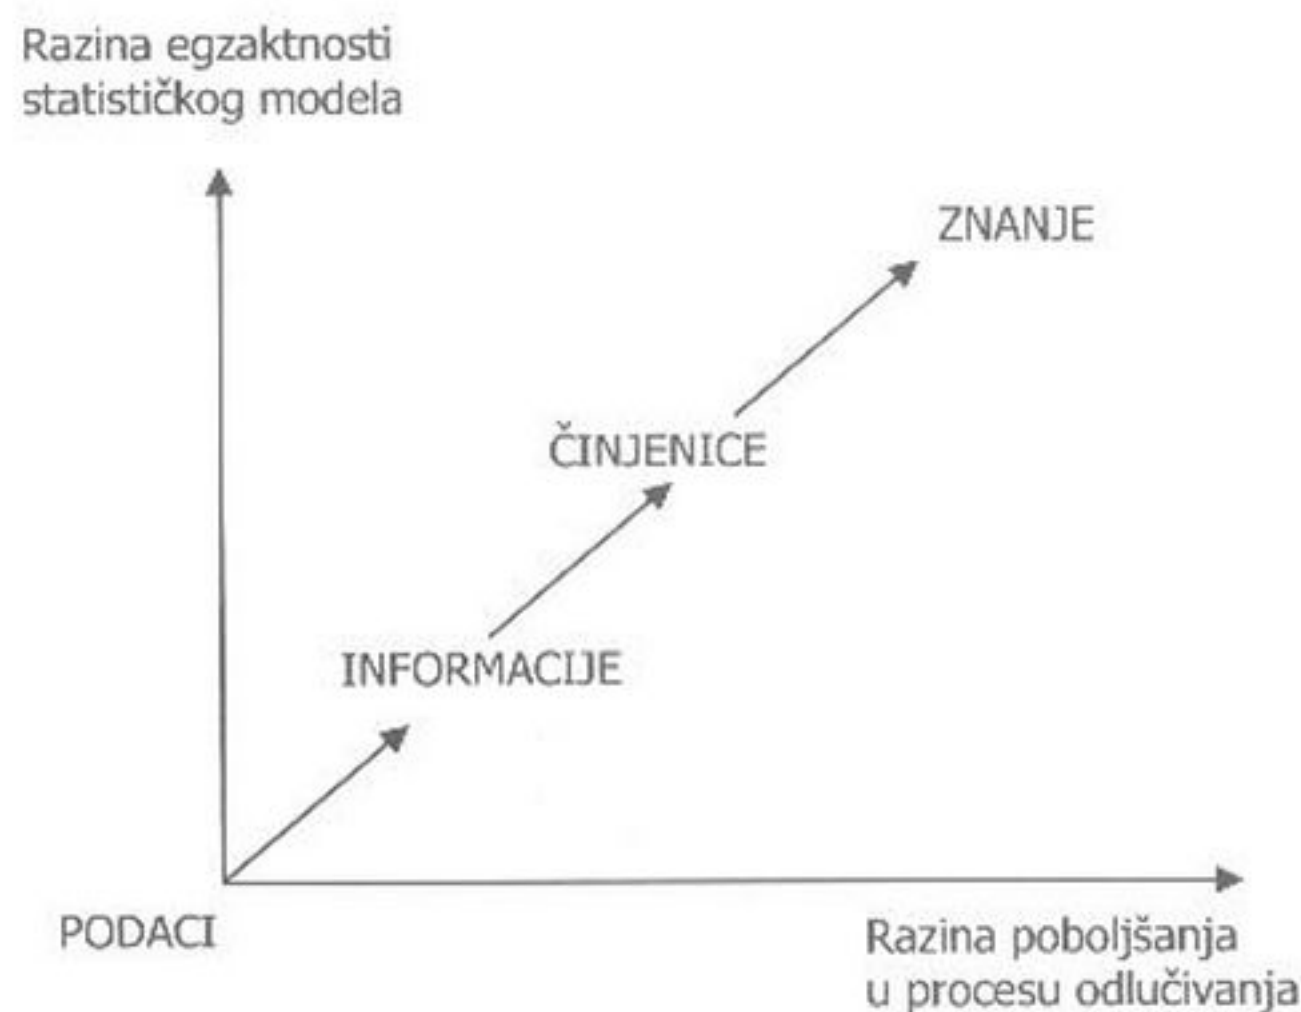 Razina egzaktnosti
statističkog modela
ZNANJE
ČINJENICE
INFORMACIJE
PODACI
Razina poboljšanja
u procesu odlučivanja